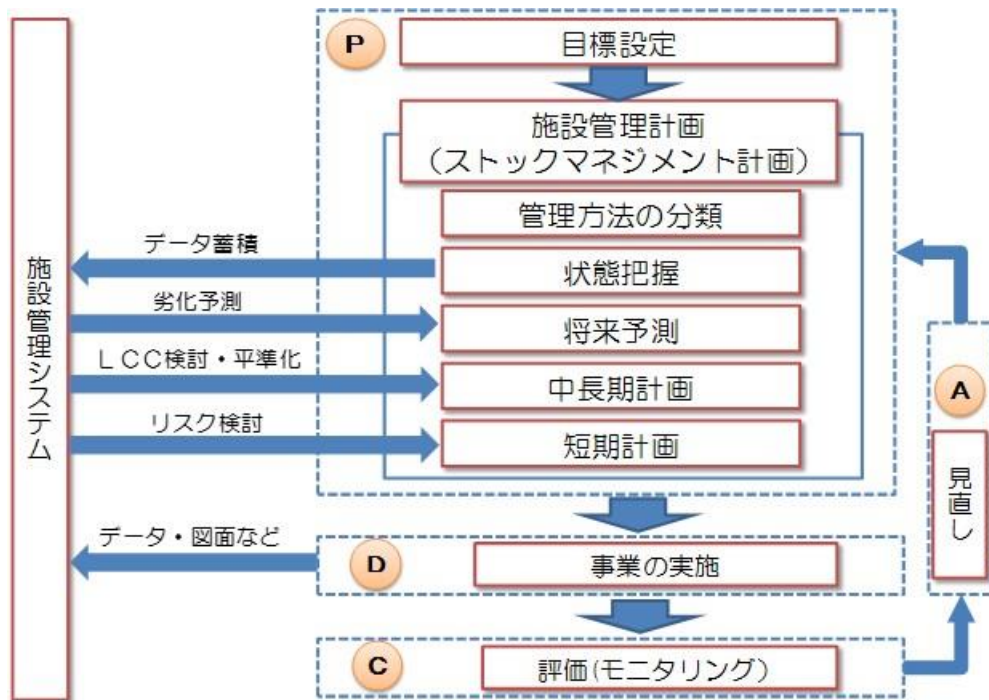 P
目標設定
施設管理計画
（ストックマネジメント計画）
管理方法の分類
データ蓄積
状態把握
劣化予測
将来予測
ＬＣＣ検討・平準化
中長期計画
リスク検討
短期計画
施設管理システム
A
見直し
データ・図面など
D
事業の実施
C
評価(モニタリング）